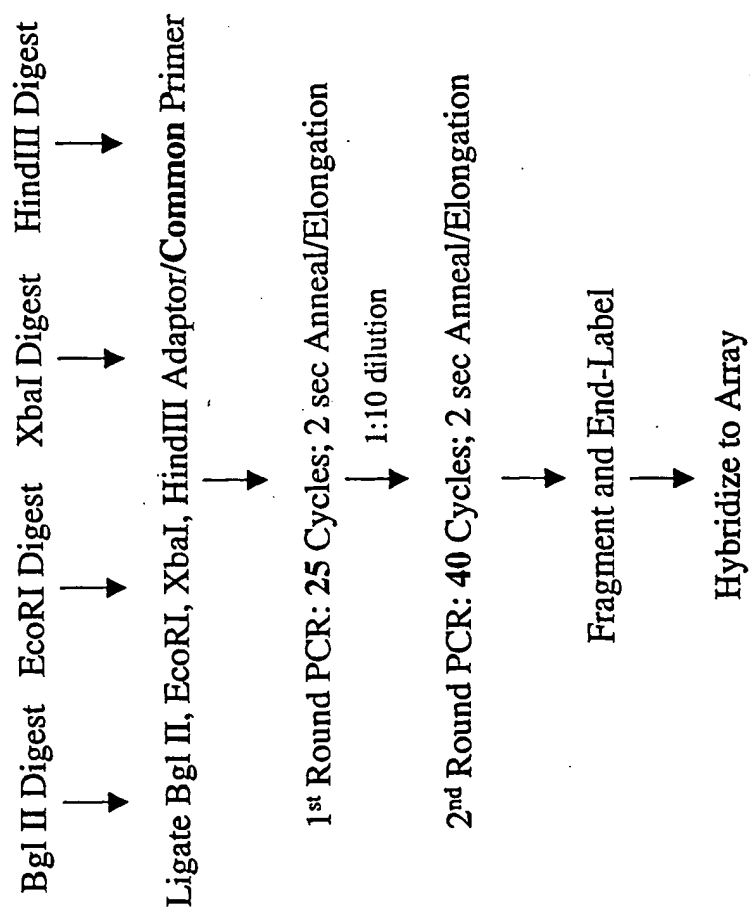 Bgl II Digest EcoRI Digest XbaI Digest HindIII Digest
Ligate Bgl II, EcoRI, XbaI, HindIII Adaptor/Common Primer
1st Round PCR: 25 Cycles; 2 sec Anneal/Elongation
1:10 dilution
2nd Round PCR: 40 Cycles; 2 sec Anneal/Elongation
Fragment and End-Label
Hybridize to Array